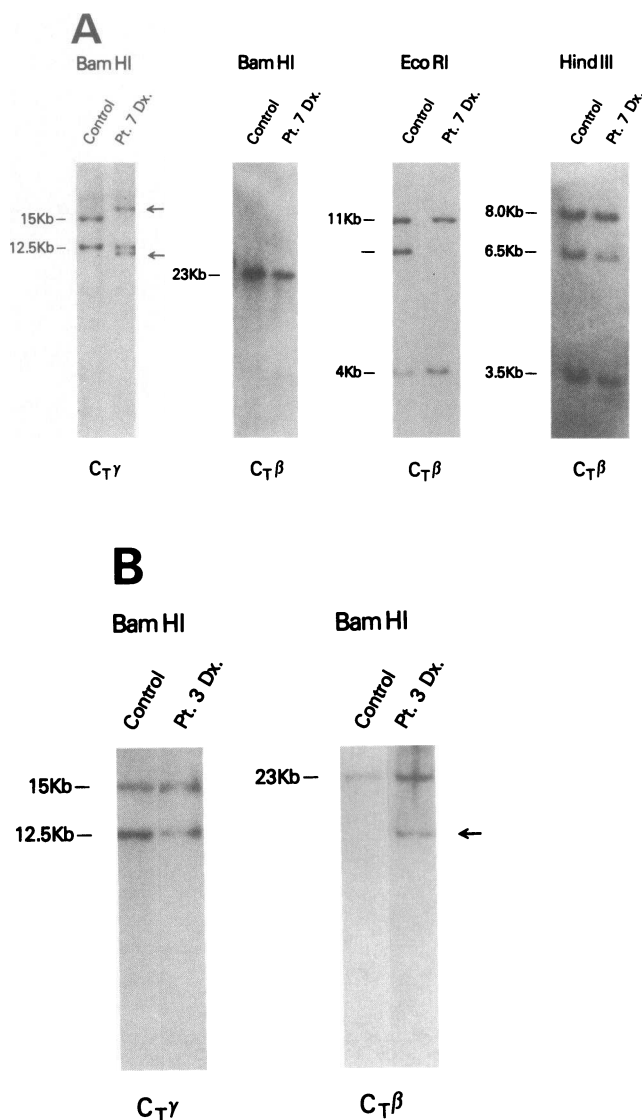 A
Bam HI
Bam HI
Eco RI
Hind III
Control
Pt. 7 Dx.
Control
Pt. 7 Dx.
Control
Pt. 7 Dx.
Control
Pt. 7 Dx.
15Kb –
12.5Kb –
23Kb –
11Kb –
–
4Kb –
8.0Kb –
6.5Kb –
3.5Kb –
CTγ
CTβ
CTβ
CTβ
B
Bam HI
Bam HI
Control
Pt. 3 Dx.
Control
Pt. 3 Dx.
15Kb –
12.5Kb –
23Kb –
CTγ
CTβ